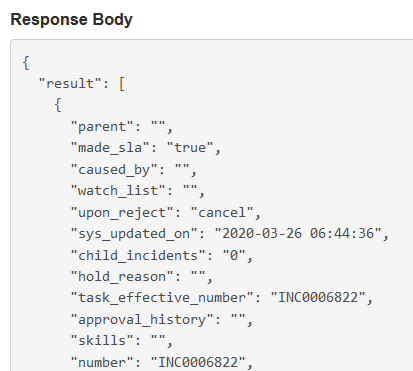 Response Body
{
"result": [
{
"parent": "",
"made_sla": "true",
"caused_by": "",
"watch_list": "",
"upon_reject": "cancel",
"sys_updated_on": "2020-03-26 06:44:36",
"child_incidents": "0",
"hold_reason": "",
"task_effective_number": "INC0006822",
"approval_history": "",
"skills": "",
"number": "INC0006822",